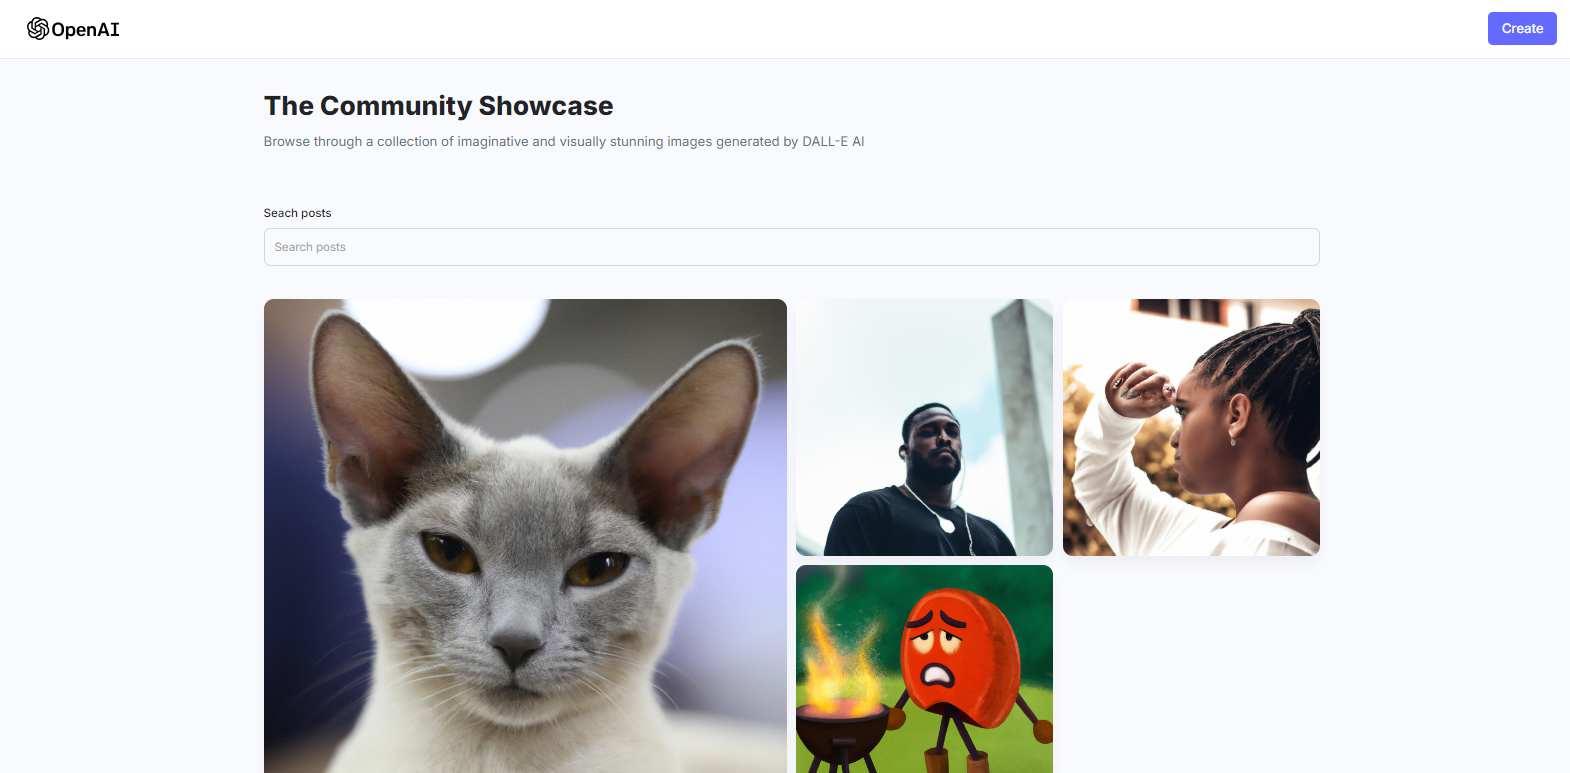 OpenAI
Create
The Community Showcase
Browse through a collection of imaginative and visually stunning images generated by DALL-E AI
Seach posts
Search posts